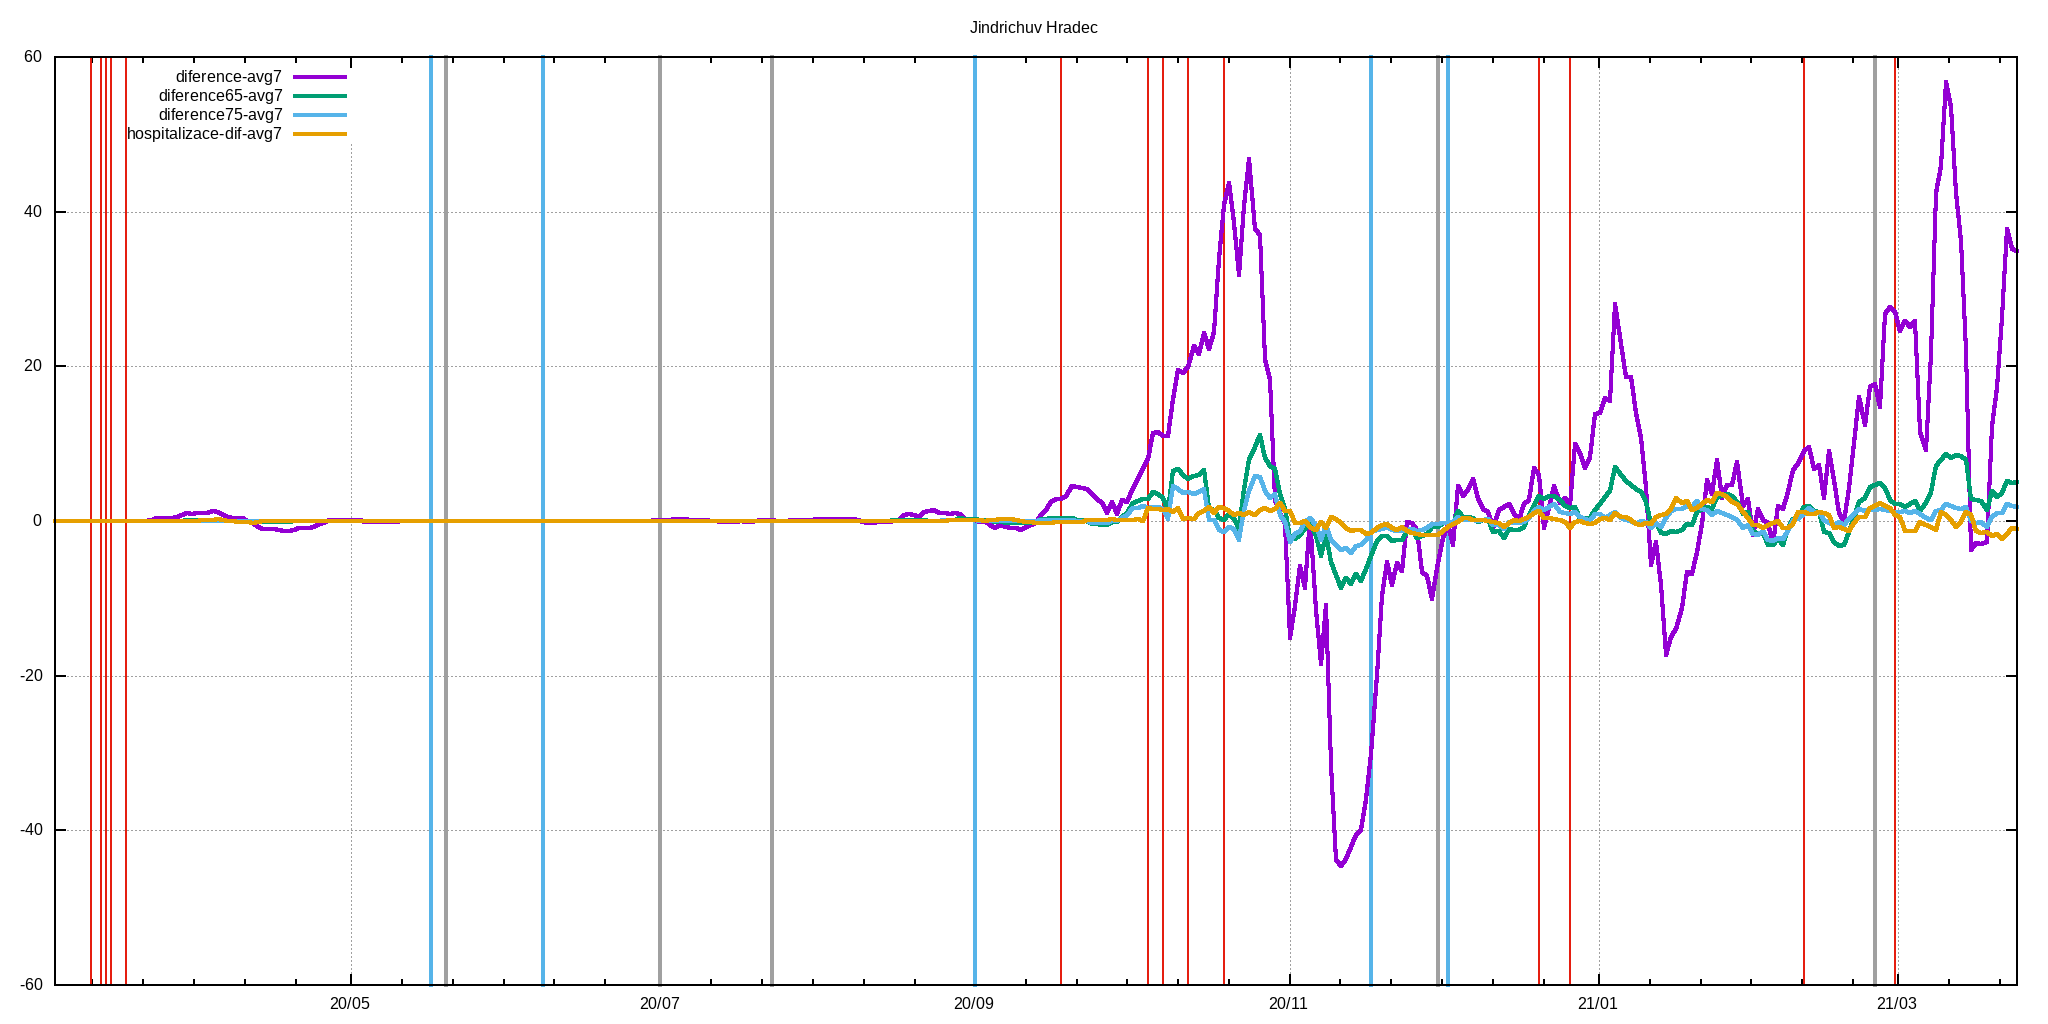 Jindrichuv Hradec
60
diference-avg7
diference65-avg7
diference75-avg7
hospitalizace-dif-avg7
40
20
0
-20
-40
-60
20/05
20/07
20/09
20/11
21/01
21/03